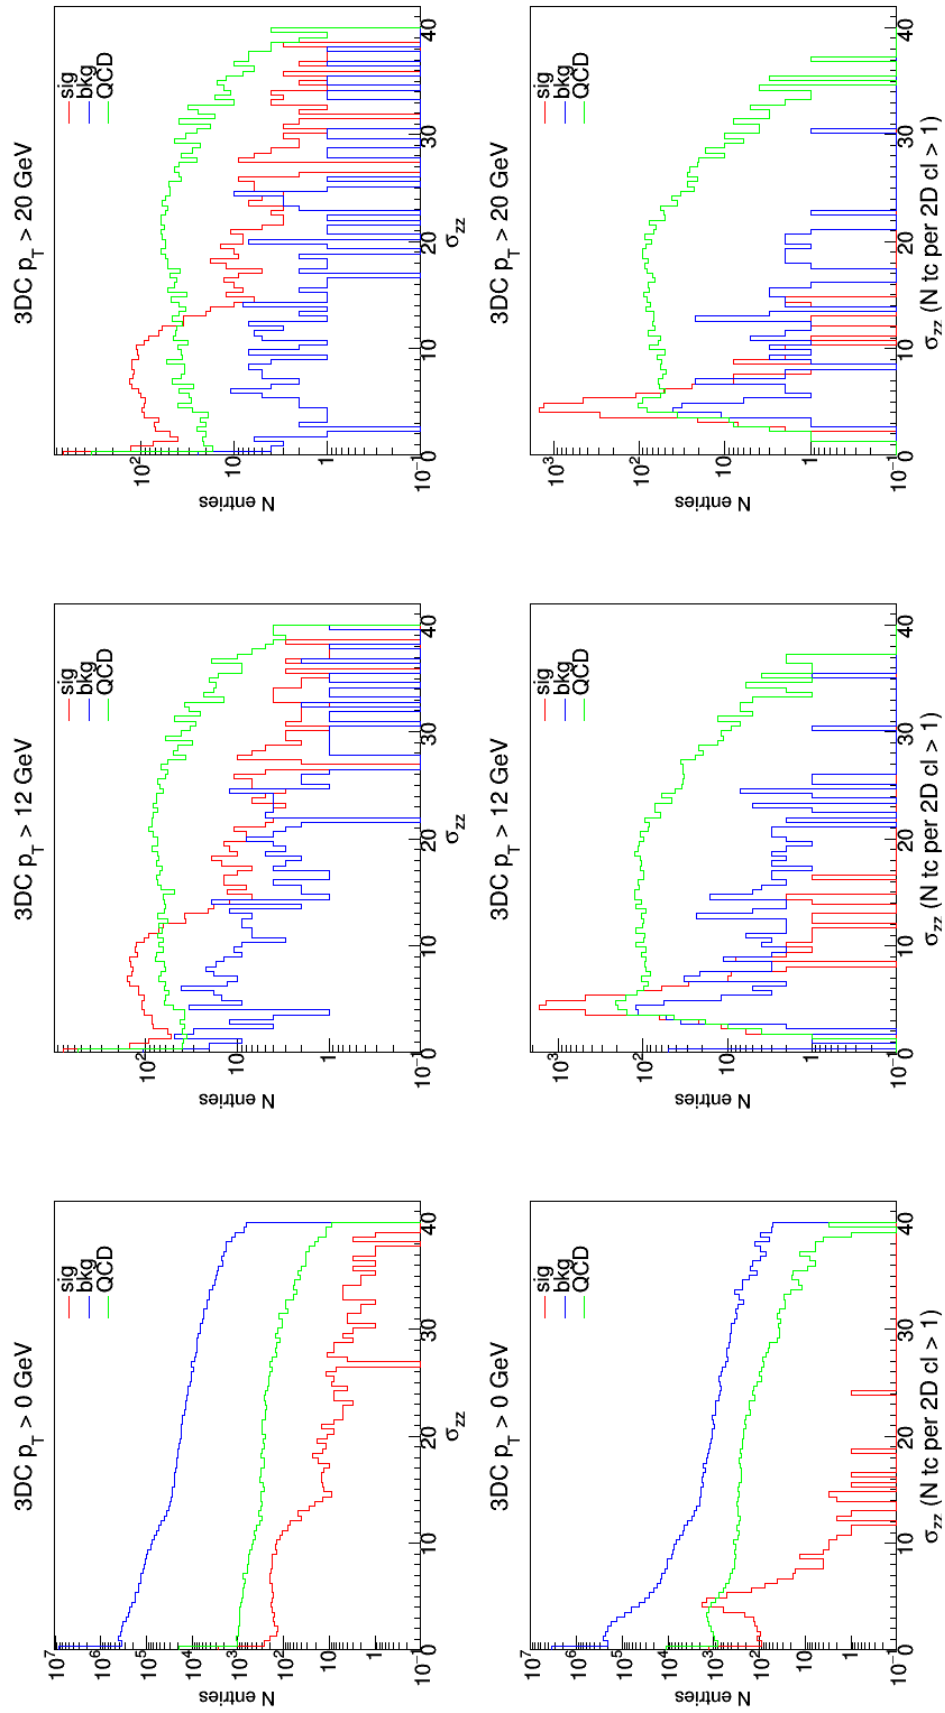 3DC p_T > 0 GeV
sig
bkg
QCD
N entries
10^7
10^6
10^5
10^4
10^3
10^2
10
1
10^-1
0 10 20 30 40
σ_zz
3DC p_T > 12 GeV
sig
bkg
QCD
N entries
10^2
10
1
10^-1
0 10 20 30 40
σ_zz
3DC p_T > 20 GeV
sig
bkg
QCD
N entries
10^2
10
1
10^-1
0 10 20 30 40
σ_zz
3DC p_T > 0 GeV
sig
bkg
QCD
N entries
10^7
10^6
10^5
10^4
10^3
10^2
10
1
10^-1
0 10 20 30 40
σ_zz (N tc per 2D cl > 1)
3DC p_T > 12 GeV
sig
bkg
QCD
N entries
10^3
10^2
10
1
10^-1
0 10 20 30 40
σ_zz (N tc per 2D cl > 1)
3DC p_T > 20 GeV
sig
bkg
QCD
N entries
10^3
10^2
10
1
10^-1
0 10 20 30 40
σ_zz (N tc per 2D cl > 1)